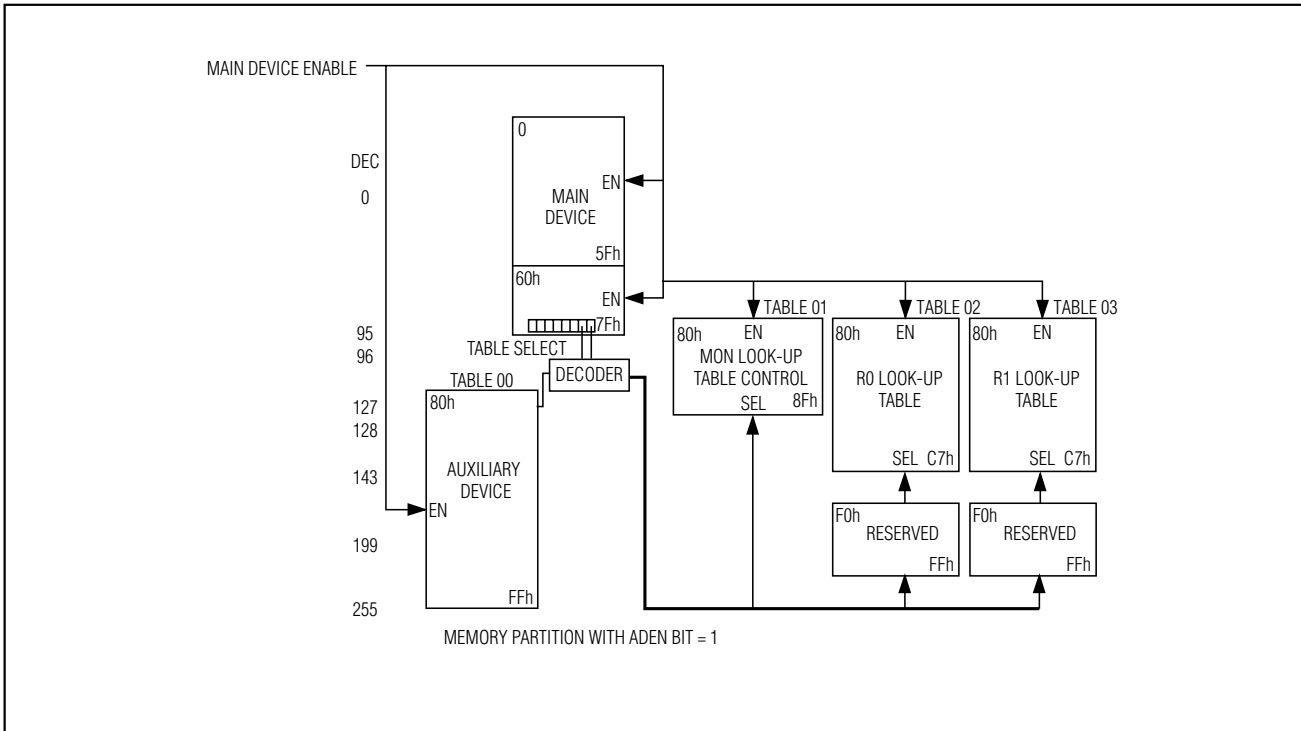 MAIN DEVICE ENABLE
DEC
0
95
96
127
128
143
199
255
0
EN
MAIN
DEVICE
5Fh
60h
EN
7Fh
TABLE SELECT
DECODER
TABLE 00
80h
AUXILIARY
DEVICE
EN
FFh
TABLE 01
80h
EN
MON LOOK-UP
TABLE CONTROL
SEL
8Fh
TABLE 02
80h
EN
R0 LOOK-UP
TABLE
SEL C7h
F0h
RESERVED
FFh
TABLE 03
80h
EN
R1 LOOK-UP
TABLE
SEL C7h
F0h
RESERVED
FFh
MEMORY PARTITION WITH ADEN BIT = 1